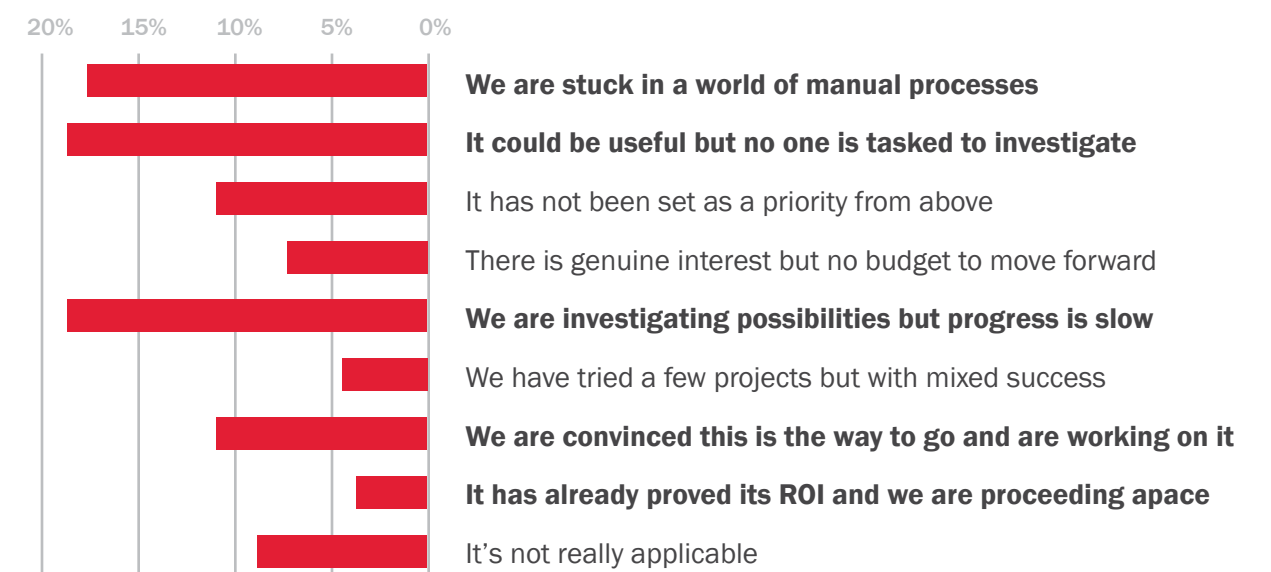 20% 15% 10% 5% 0%
We are stuck in a world of manual processes
It could be useful but no one is tasked to investigate
It has not been set as a priority from above
There is genuine interest but no budget to move forward
We are investigating possibilities but progress is slow
We have tried a few projects but with mixed success
We are convinced this is the way to go and are working on it
It has already proved its ROI and we are proceeding apace
It’s not really applicable